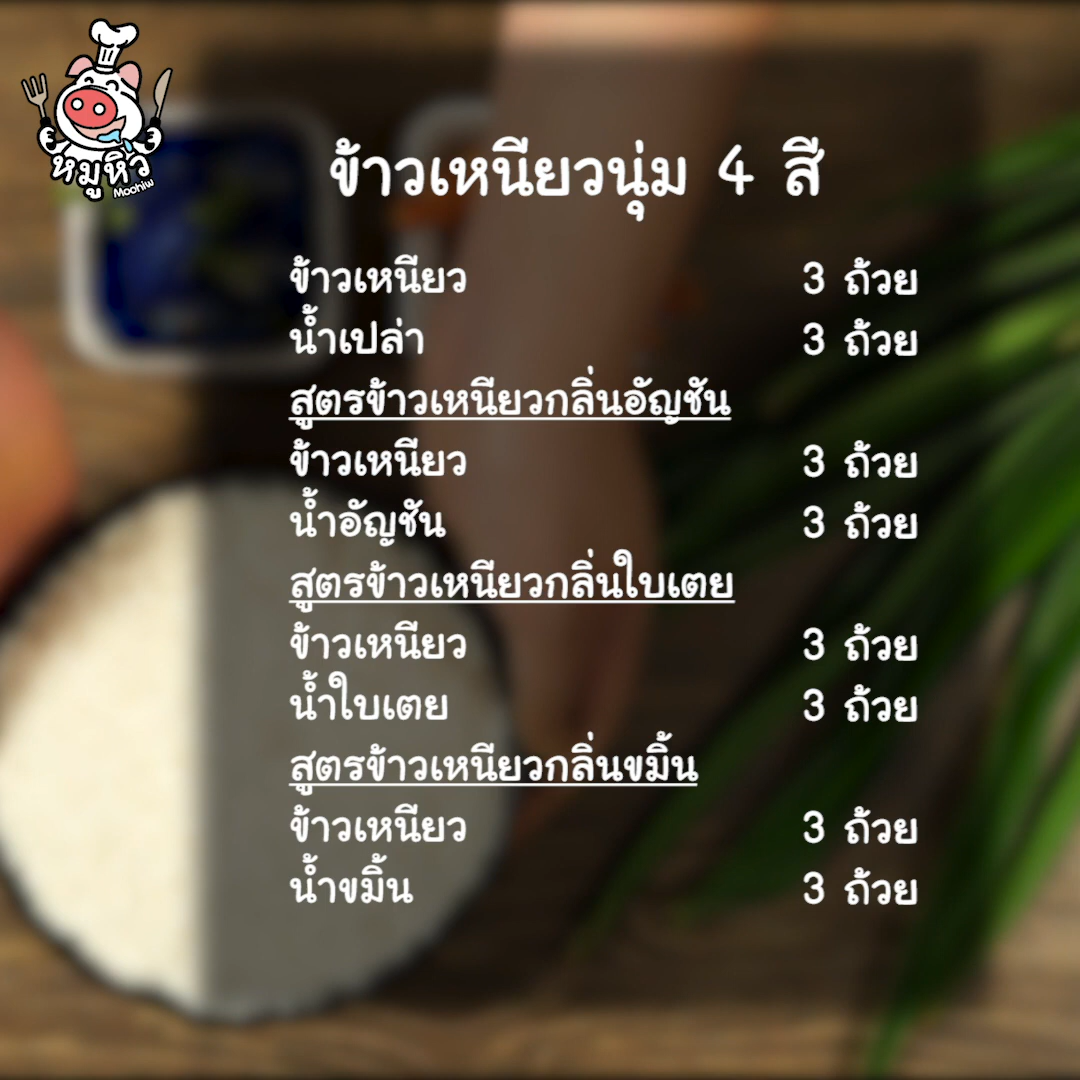 หมูหิว
Moohiw
ข้าวเหนียวนุ่ม 4 สี
ข้าวเหนียว 3 ถ้วย
น้ำเปล่า 3 ถ้วย
สูตรข้าวเหนียวกลิ่นอัญชัน
ข้าวเหนียว 3 ถ้วย
น้ำอัญชัน 3 ถ้วย
สูตรข้าวเหนียวกลิ่นใบเตย
ข้าวเหนียว 3 ถ้วย
น้ำใบเตย 3 ถ้วย
สูตรข้าวเหนียวกลิ่นขมิ้น
ข้าวเหนียว 3 ถ้วย
น้ำขมิ้น 3 ถ้วย